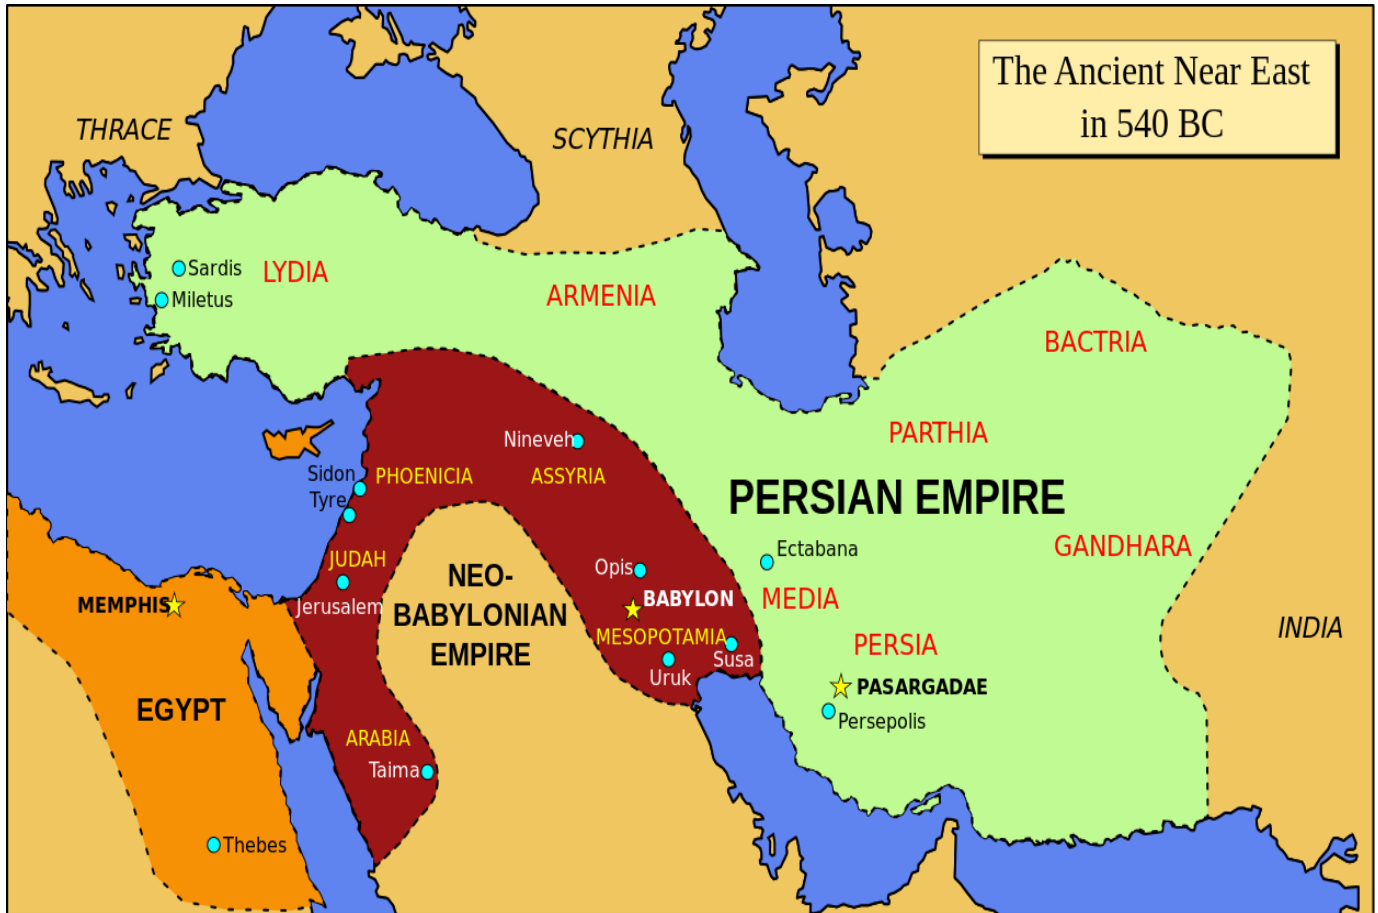 The Ancient Near East
in 540 BC
THRACE
SCYTHIA
Sardis
LYDIA
Miletus
ARMENIA
BACTRIA
PARTHIA
Nineveh
Sidon
PHOENICIA
ASSYRIA
Tyre
PERSIAN EMPIRE
GANDHARA
Ectabana
JUDAH
Opis
NEO-
BABYLONIAN
EMPIRE
MEMPHIS
Jerusalem
BABYLON
MEDIA
MESOPOTAMIA
INDIA
PERSIA
Susa
Uruk
PASARGADAE
EGYPT
Persepolis
ARABIA
Taima
Thebes